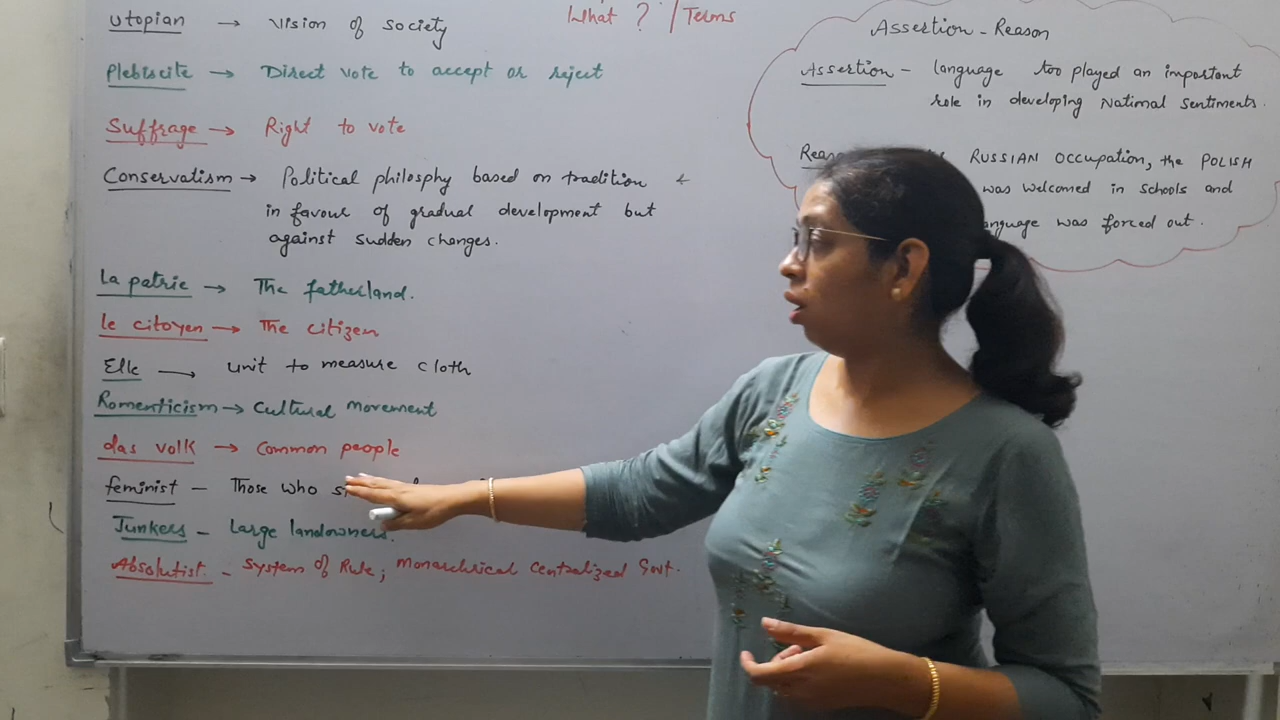 What ? / Terms
utopian → vision of society
Plebiscite → Direct vote to accept or reject
Suffrage → Right to vote
Conservatism → Political philosphy based on tradition &
in favour of gradual development but
against sudden changes.
La patrie → The fatherland.
le citoyen → The citizen
Elle → unit to measure cloth
Romenticism → Cultural movement
das volk → Common people
feminist – Those who
Junkers – Large landowners.
Absolutist. – System of Rule; Monarchical Centralized Govt.
Assertion - Reason
Assertion – language too played an important
role in developing National Sentiments.
RUSSIAN OCCUPATION, the POLISH
was welcomed in schools and
was forced out.